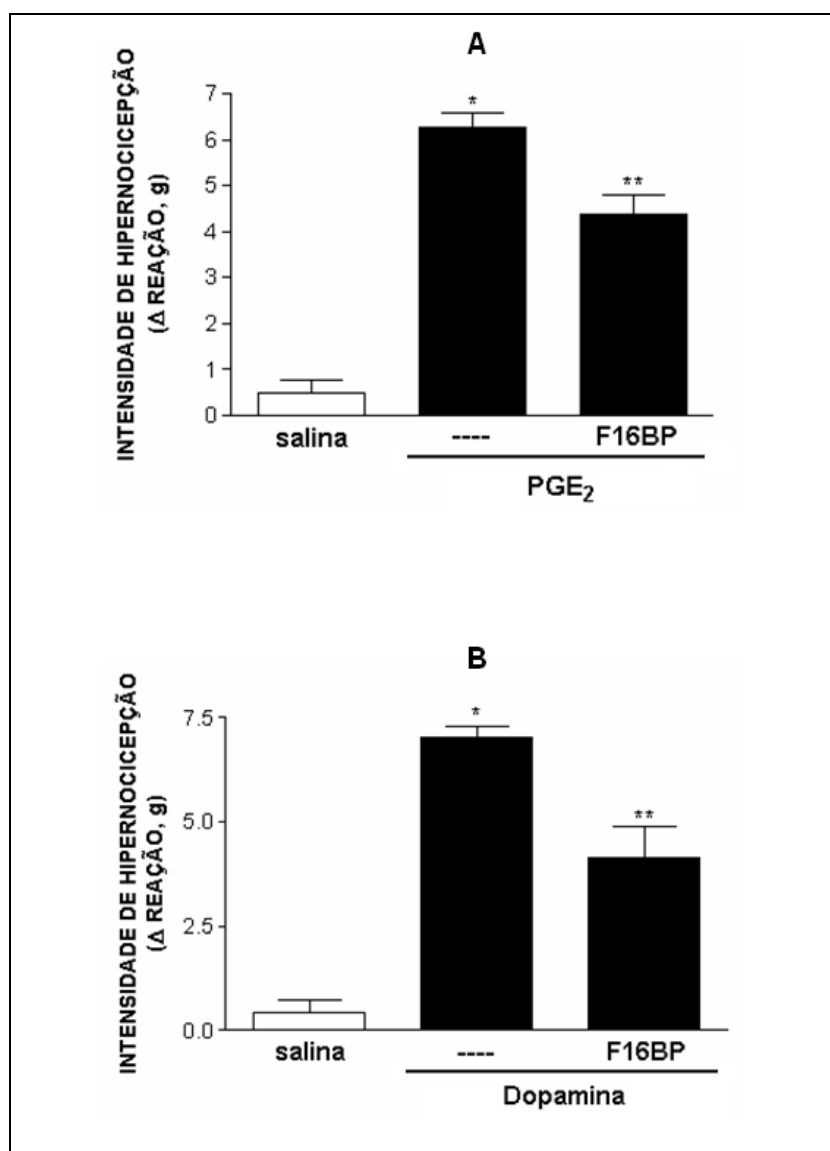 A
INTENSIDADE DE HIPERNOCICEPÇÃO
(Δ REAÇÃO, g)
7
6
5
4
3
2
1
0
*
**
salina
----
F16BP
PGE₂
B
INTENSIDADE DE HIPERNOCICEPÇÃO
(Δ REAÇÃO, g)
7.5
5.0
2.5
0.0
*
**
salina
----
F16BP
Dopamina